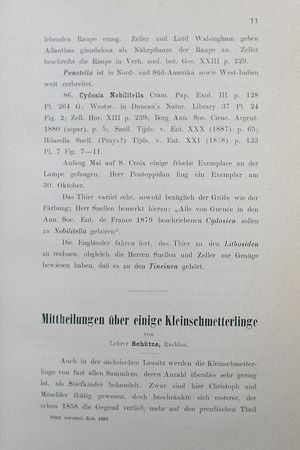 11
lebenden Raupe erzog. Zeller und Lord Walsingham geben
Ailantlus glandulosa als Nährpflanze der Raupe an. Zeller
beschreibt die Raupe in Verh. zool. bot. Ges. XXIII p. 229.
Punctella ist in Nord- und Süd-Amerika sowie West-Indien
weit verbreitet.
86. Cydosia Nobilitella Cram. Pap. Exot. III p. 128
Pl. 264 G; Westw. in Duncan's Natur. Library 37 Pl. 24
Fig. 2; Zell. Hor. XIII p. 235; Berg Ann. Soc. Ciene. Argent.
1880 (separ.) p. 5; Snell. Tijds. v. Ent. XXX (1887) p. 65;
Hilarella Snell. (Prays?) Tijds. v. Ent. XXI (1878) p. 133
Pl. 7 Fig. 7—11.
Anfang Mai auf S. Croix einige frische Exemplare an der
Lampe gefangen. Herr Pontoppidan fing ein Exemplar am
30. Oktober.
Das Thier variirt sehr, sowohl bezüglich der Größe wie der
Färbung; Herr Snellen bemerkt hierzu: „Alle von Guenée in den
Ann. Soc. Ent. de France 1879 beschriebenen Cydosien sollen
zu Nobilitella gehören“.
Die Engländer fahren fort, das Thier zu den Lithosiden
zu rechnen, obgleich die Herren Snellen und Zeller zur Genüge
bewiesen haben, daß es zu den Tineinen gehört.
Mittheilungen über einige Kleinschmetterlinge
von
Lehrer Schütze, Rachlau.
Auch in der sächsischen Lausitz werden die Kleinschmetter-
linge von fast allen Sammlern, deren Anzahl überdies sehr gering
ist, als Stiefkinder behandelt. Zwar sind hier Christoph und
Möschler thätig gewesen, doch beschränkte sich ersterer, der
schon 1858 die Gegend verließ, mehr auf den preußischen Theil
Stett. entomol. Zeit. 1896.